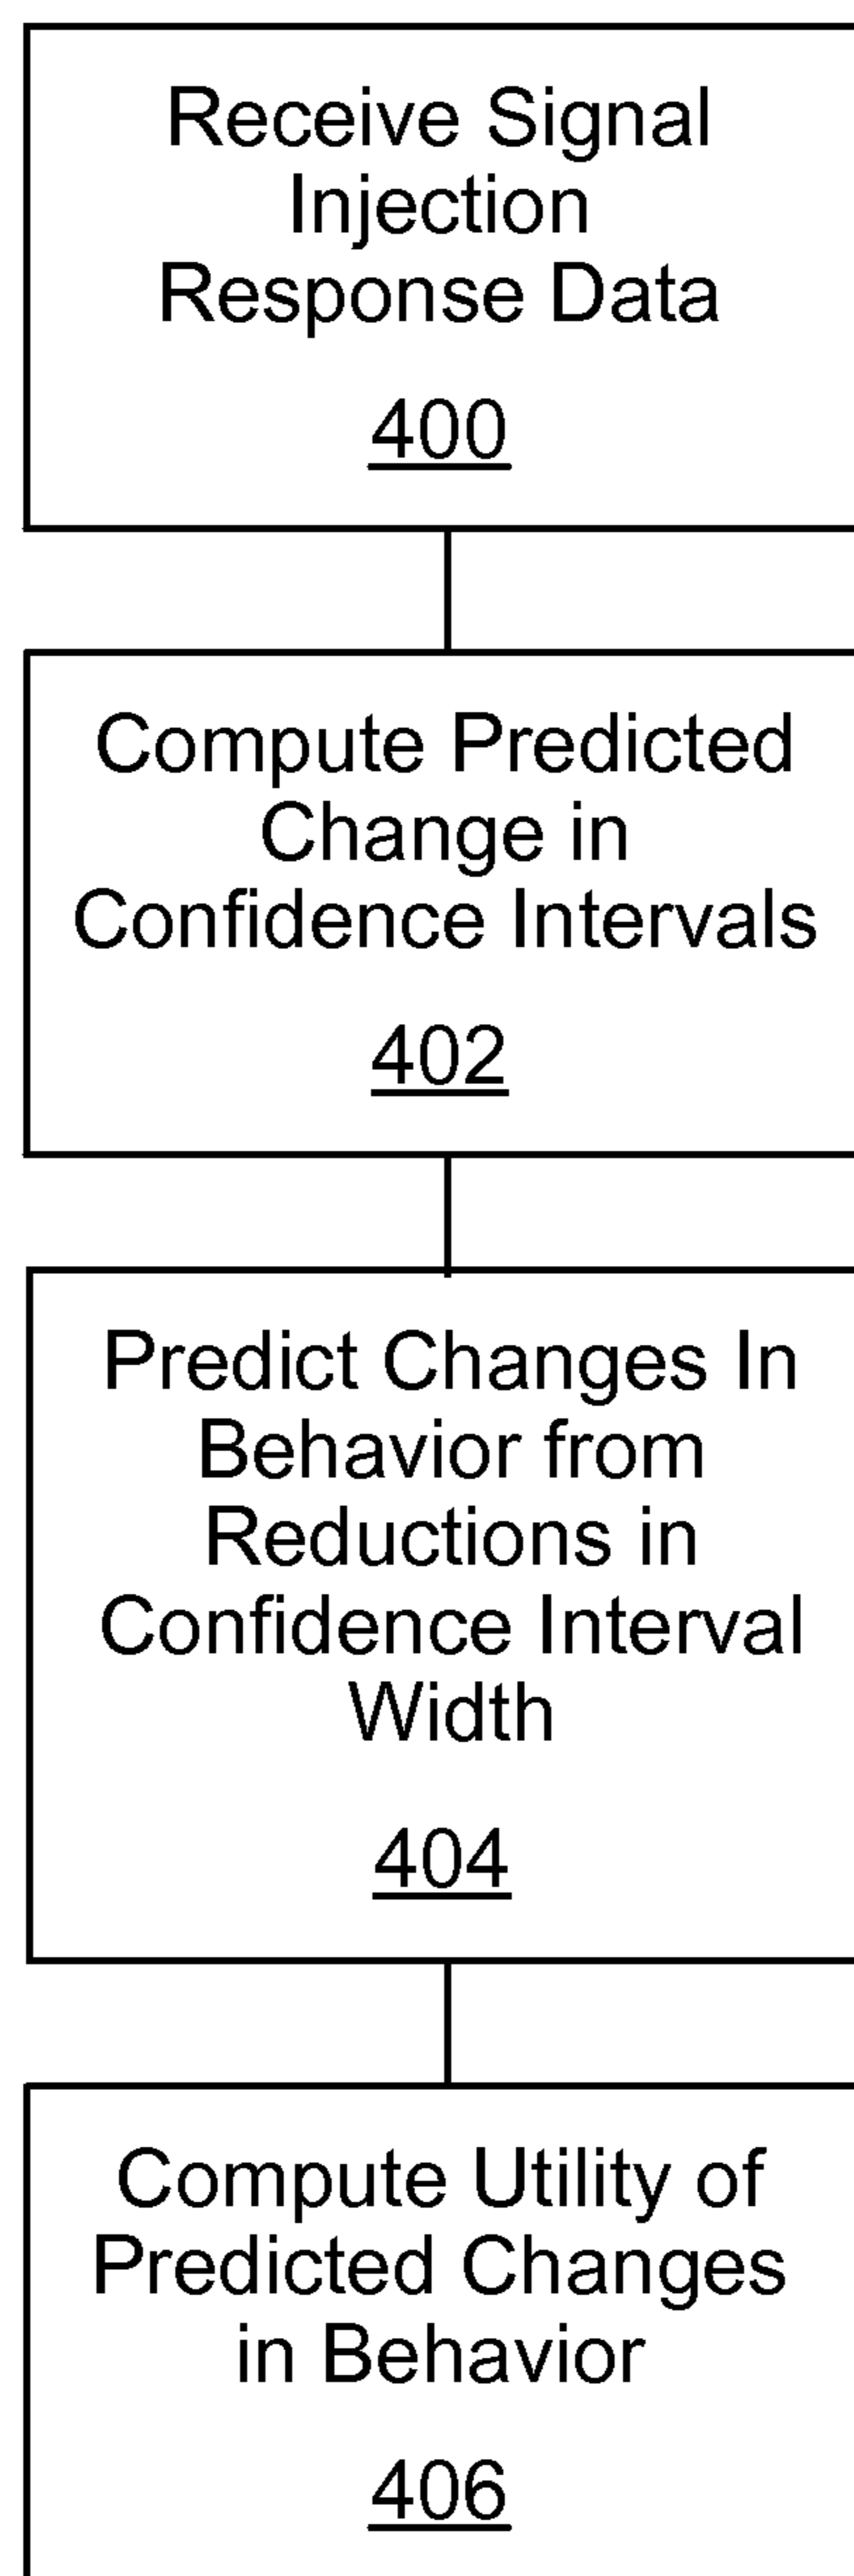 Receive Signal
Injection
Response Data
400
Compute Predicted
Change in
Confidence Intervals
402
Predict Changes In
Behavior from
Reductions in
Confidence Interval
Width
404
Compute Utility of
Predicted Changes
in Behavior
406